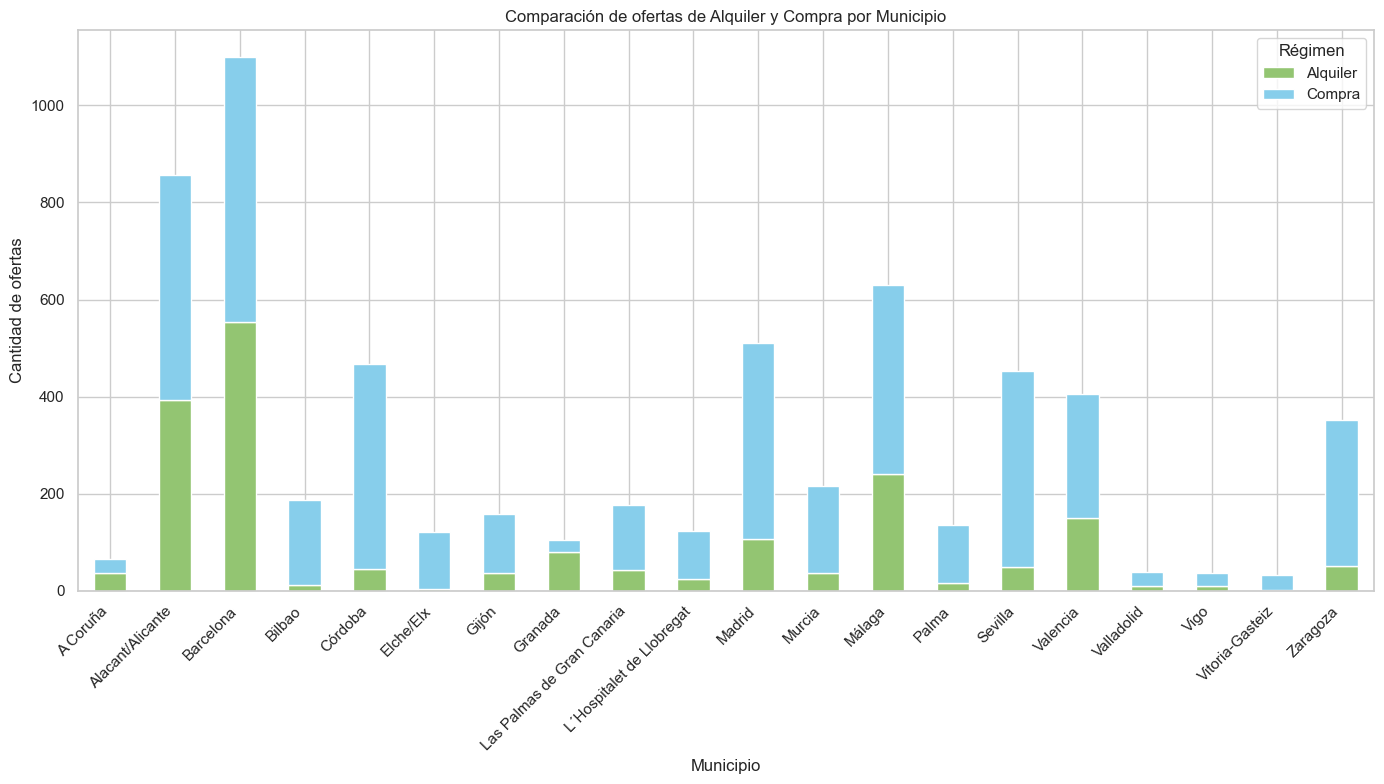 Comparación de ofertas de Alquiler y Compra por Municipio
Régimen
Alquiler
Compra
Cantidad de ofertas
1000
800
600
400
200
0
A Coruña
Alacant/Alicante
Barcelona
Bilbao
Córdoba
Elche/Elx
Gijón
Granada
Las Palmas de Gran Canaria
L´Hospitalet de Llobregat
Madrid
Murcia
Málaga
Palma
Sevilla
Valencia
Valladolid
Vigo
Vitoria-Gasteiz
Zaragoza
Municipio